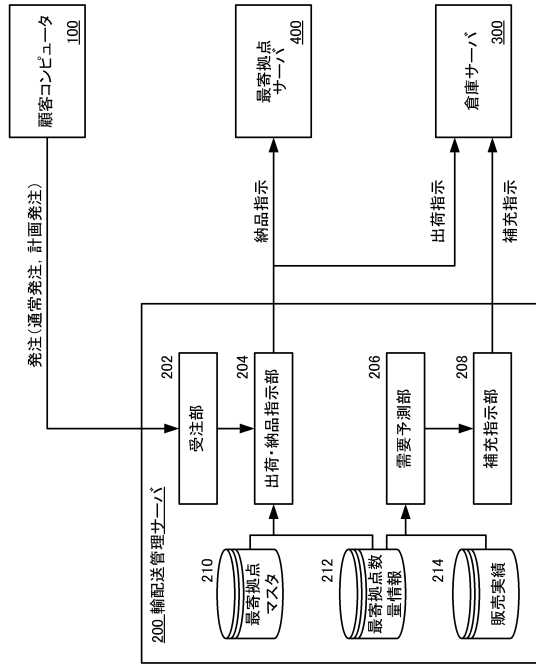 顧客コンピュータ
100
発注(通常発注, 計画発注)
最寄拠点
サーバ
400
倉庫サーバ
300
納品指示
出荷指示
補充指示
200 輸配送管理サーバ
202
受注部
204
出荷・納品指示部
206
需要予測部
208
補充指示部
210
最寄拠点
マスタ
212
最寄拠点数
量情報
214
販売実績